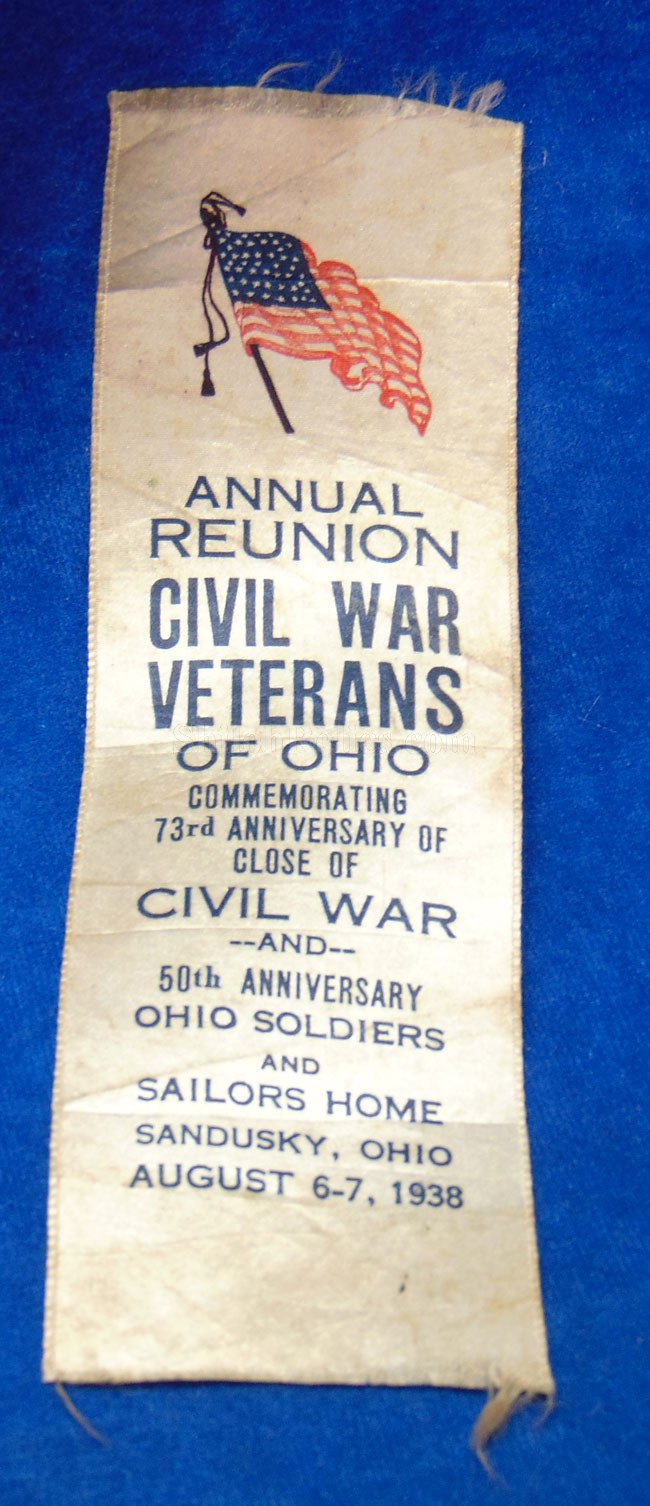 ANNUAL
REUNION
CIVIL WAR
VETERANS
OF OHIO
COMMEMORATING
73rd ANNIVERSARY OF
CLOSE OF
CIVIL WAR
--AND--
50th ANNIVERSARY
OHIO SOLDIERS
AND
SAILORS HOME
SANDUSKY, OHIO
AUGUST 6-7, 1938